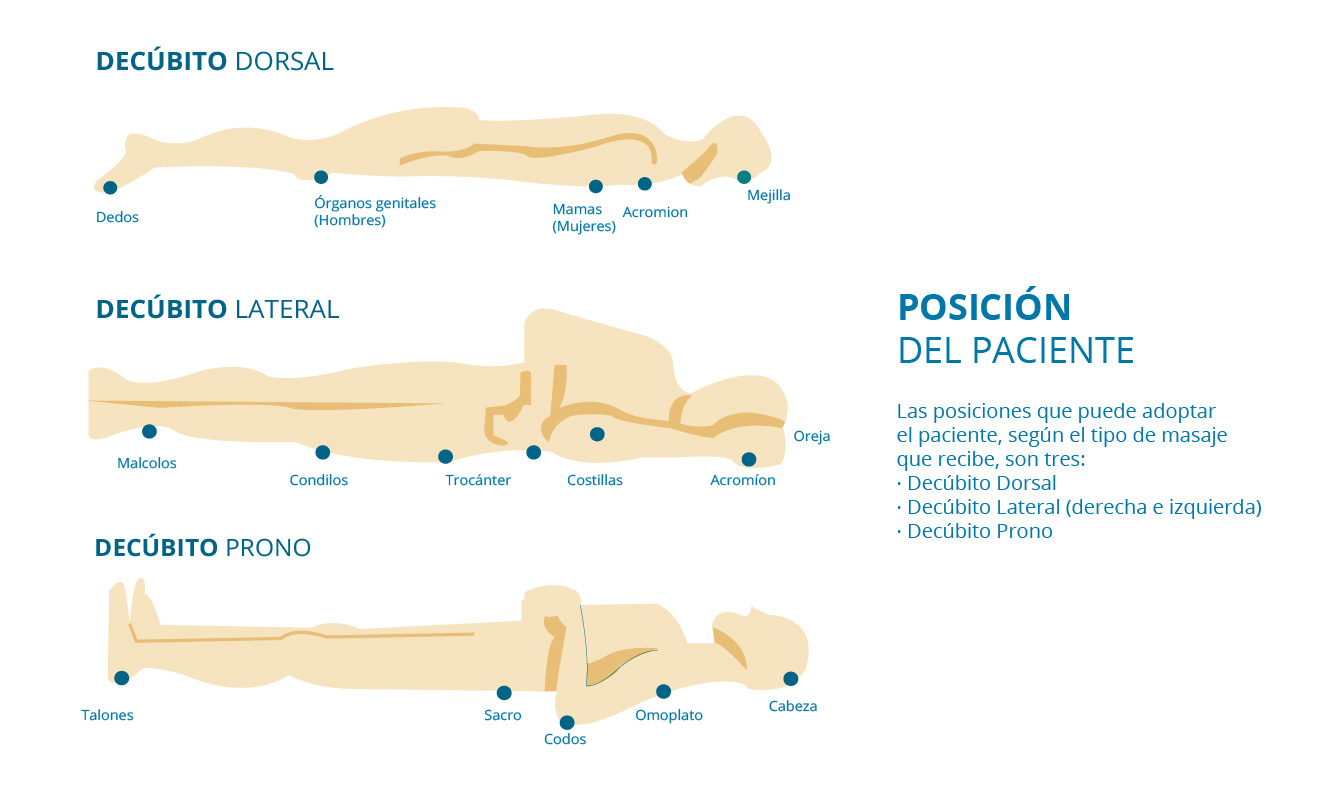 DECÚBITO DORSAL
Dedos
Órganos genitales
(Hombres)
Mamas
(Mujeres)
Acromion
Mejilla
DECÚBITO LATERAL
Malcolos
Condilos
Trocánter
Costillas
Acromíon
Oreja
DECÚBITO PRONO
Talones
Sacro
Codos
Omoplato
Cabeza
POSICIÓN
DEL PACIENTE
Las posiciones que puede adoptar
el paciente, según el tipo de masaje
que recibe, son tres:
· Decúbito Dorsal
· Decúbito Lateral (derecha e izquierda)
· Decúbito Prono